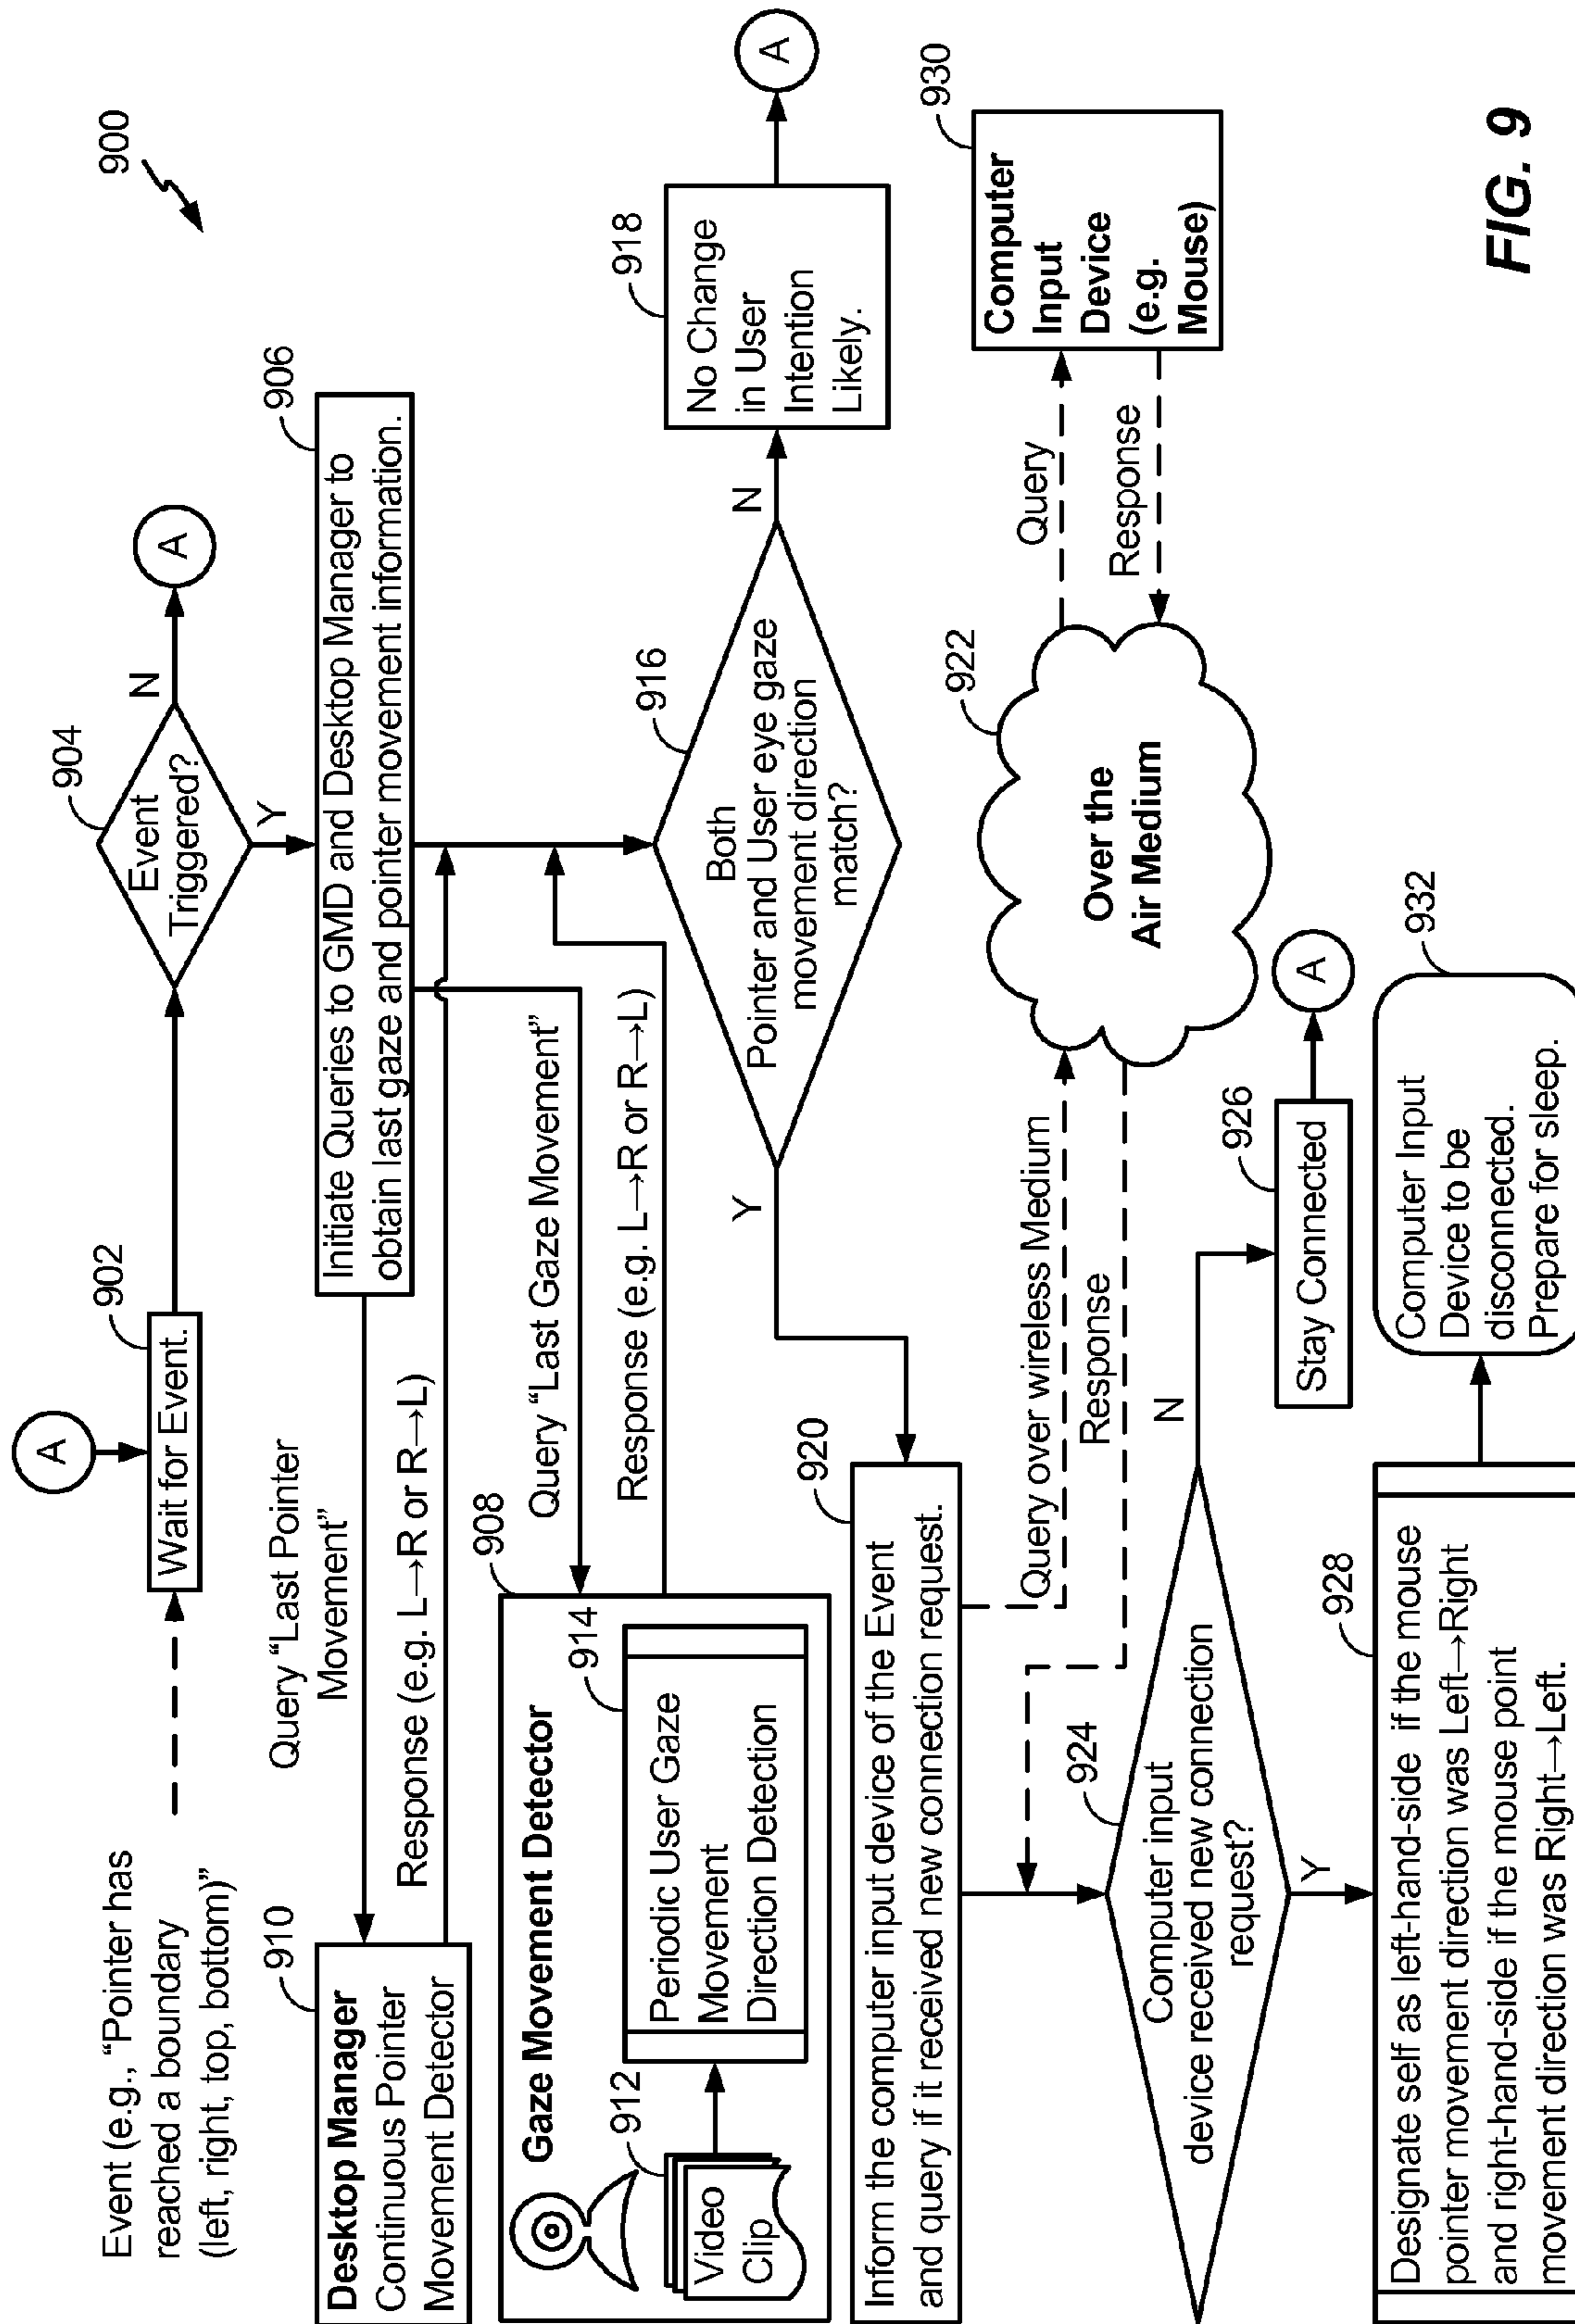 900
A
902
Wait for Event.
Event (e.g., “Pointer has
reached a boundary
(left, right, top, bottom)”
904
Event
Triggered?
N
A
Y
906
Initiate Queries to GMD and Desktop Manager to
obtain last gaze and pointer movement information.
Query “Last Pointer
Movement”
Response (e.g. L→R or R→L)
910
Desktop Manager
Continuous Pointer
Movement Detector
908
Query “Last Gaze Movement”
Response (e.g. L→R or R→L)
Gaze Movement Detector
912
Video
Clip
914
Periodic User Gaze
Movement
Direction Detection
916
Both
Pointer and User eye gaze
movement direction
match?
N
918
No Change
in User
Intention
Likely.
A
Y
920
Inform the computer input device of the Event
and query if it received new connection request.
Query over wireless Medium
Response
922
Over the
Air Medium
Query
Response
930
Computer
Input
Device
(e.g.
Mouse)
924
Computer input
device received new connection
request?
N
926
Stay Connected
A
Y
928
Designate self as left-hand-side if the mouse
pointer movement direction was Left→Right
and right-hand-side if the mouse point
movement direction was Right→Left.
932
Computer Input
Device to be
disconnected.
Prepare for sleep.
FIG. 9